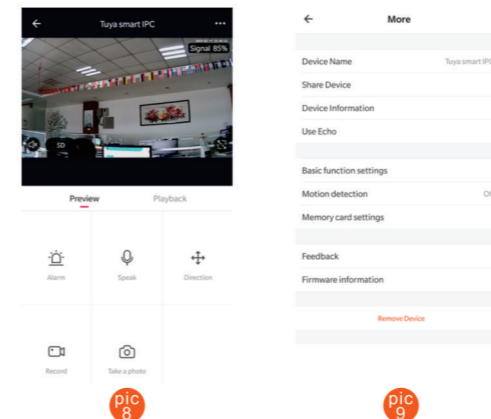 Tuya smart IPC
Signal 85%
SD
Preview Playback
Alarm Speak Direction
Record Take a photo
pic
8
More
Device Name Tuya smart IPC
Share Device
Device Information
Use Echo
Basic function settings
Motion detection
Memory card settings
Feedback
Firmware information
Remove Device
pic
9